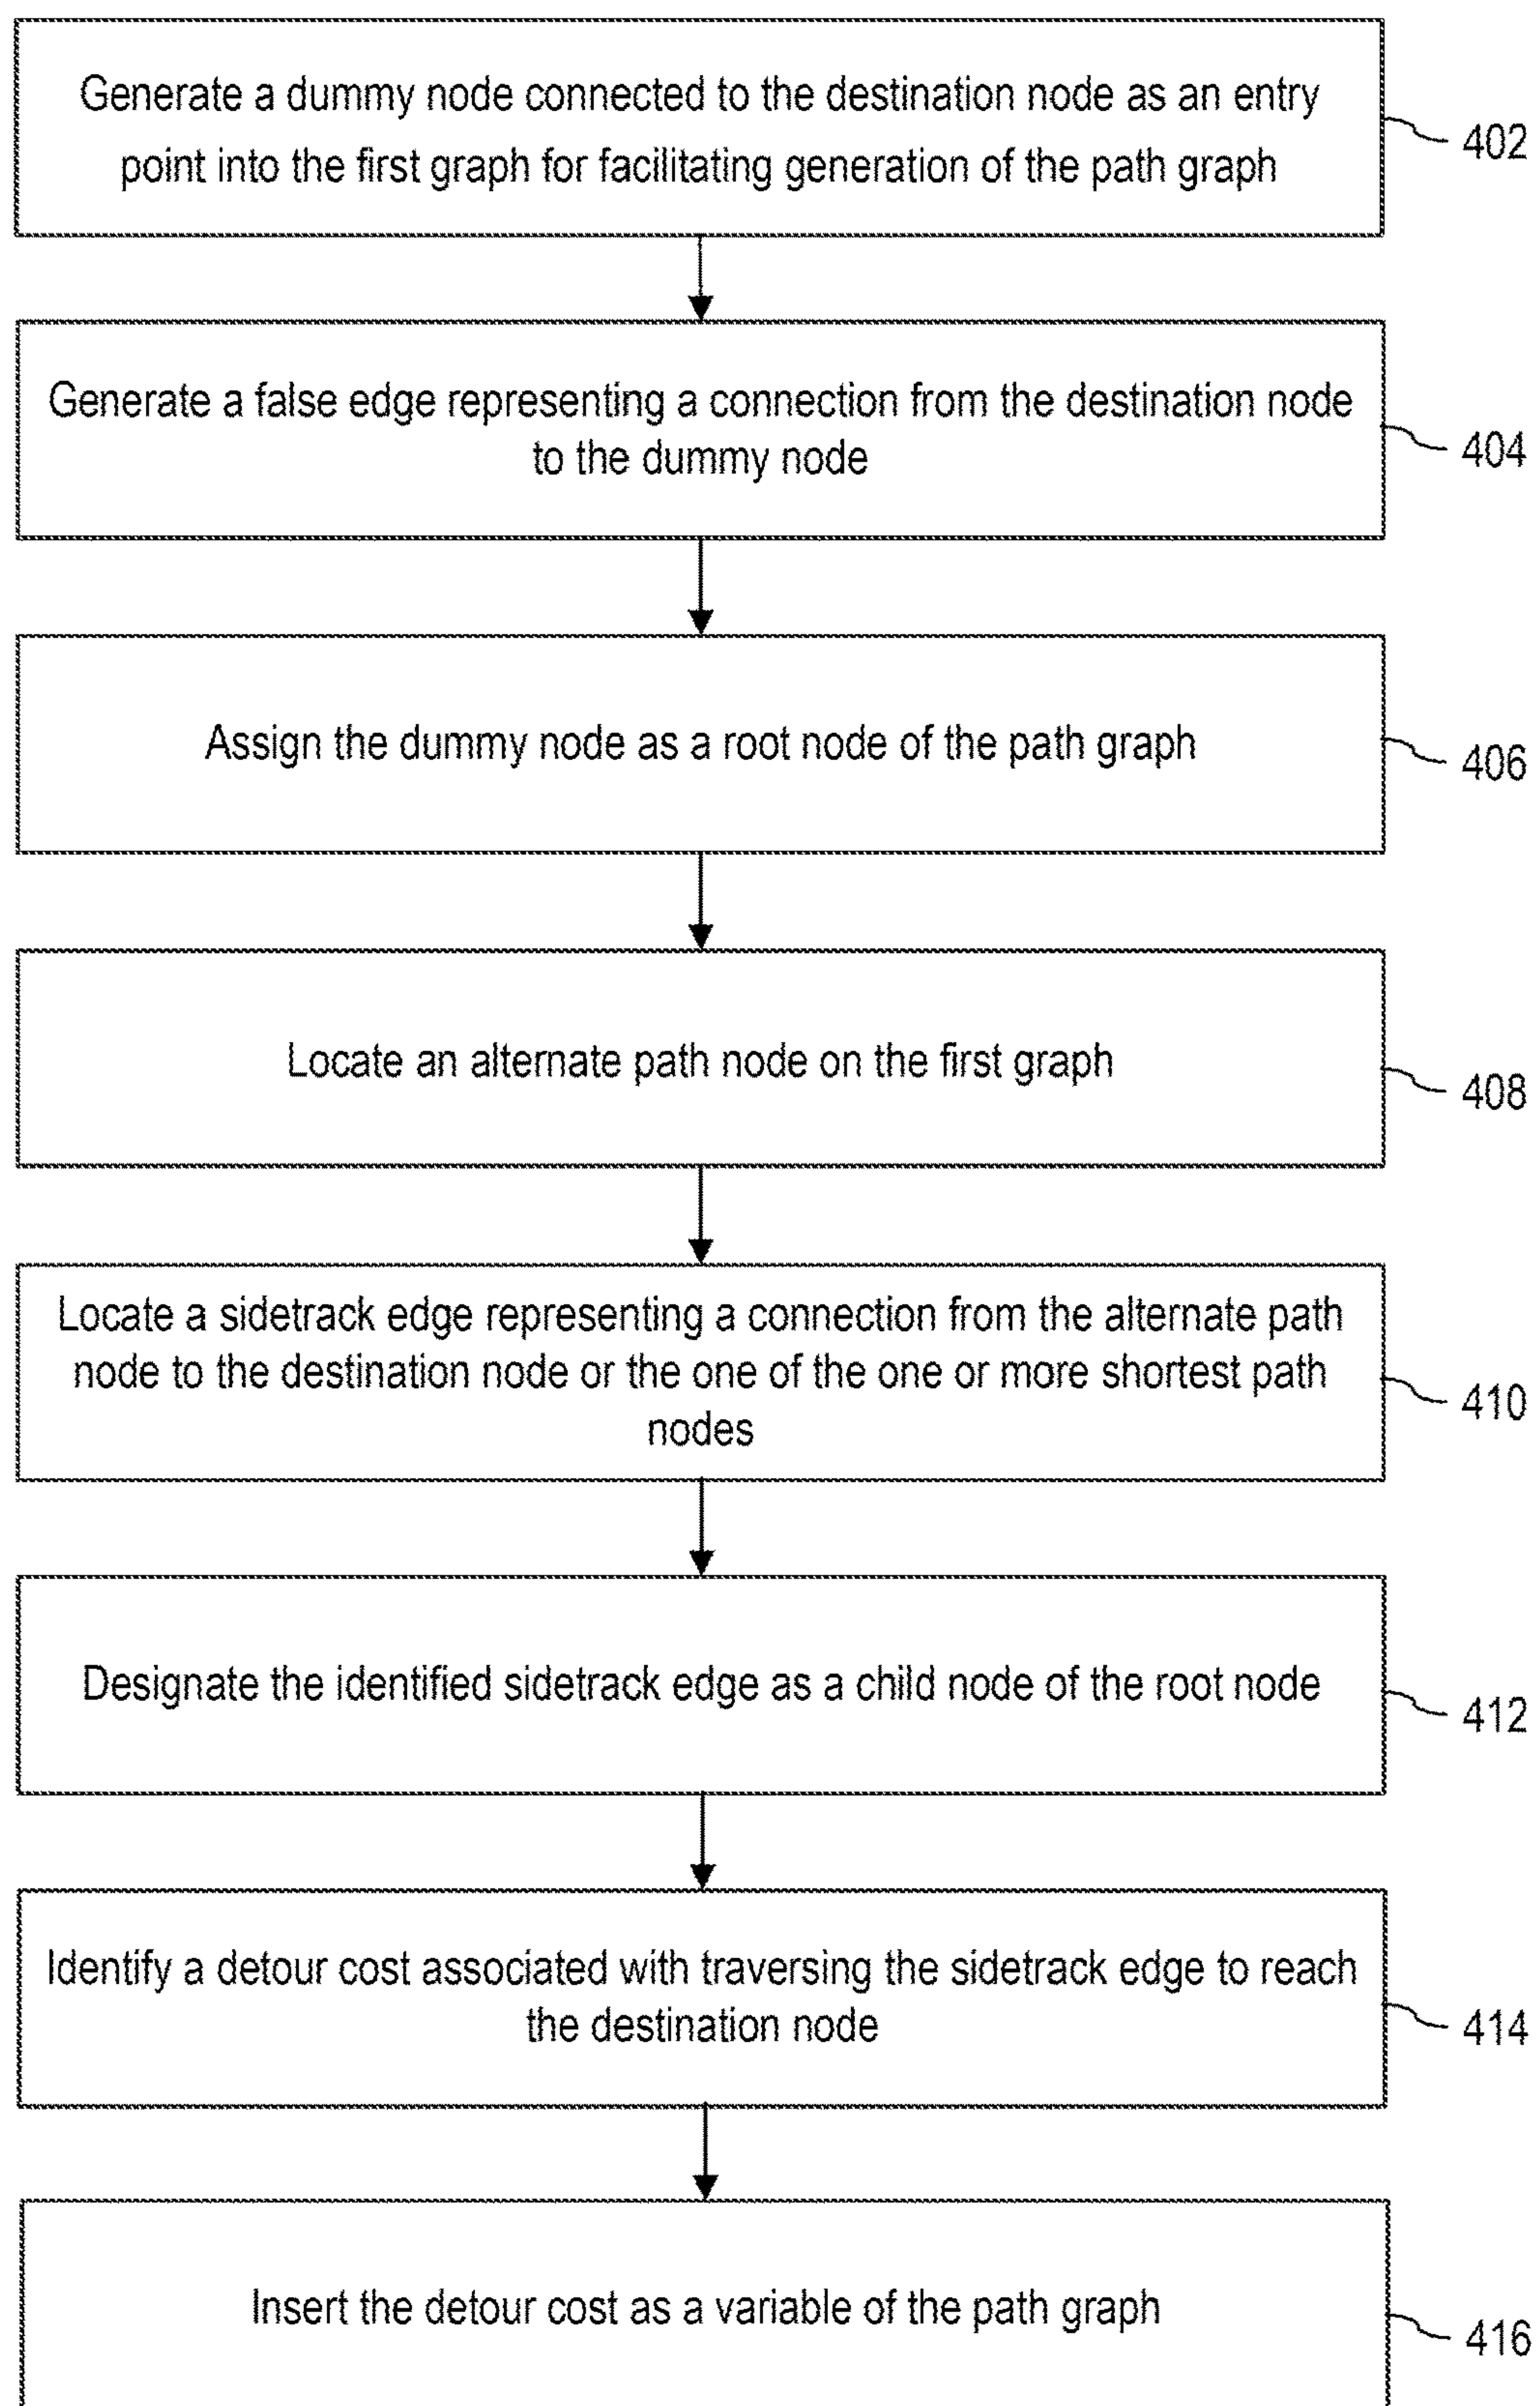 Generate a dummy node connected to the destination node as an entry
point into the first graph for facilitating generation of the path graph
402
Generate a false edge representing a connection from the destination node
to the dummy node
404
Assign the dummy node as a root node of the path graph
406
Locate an alternate path node on the first graph
408
Locate a sidetrack edge representing a connection from the alternate path
node to the destination node or the one of the one or more shortest path
nodes
410
Designate the identified sidetrack edge as a child node of the root node
412
Identify a detour cost associated with traversing the sidetrack edge to reach
the destination node
414
Insert the detour cost as a variable of the path graph
416